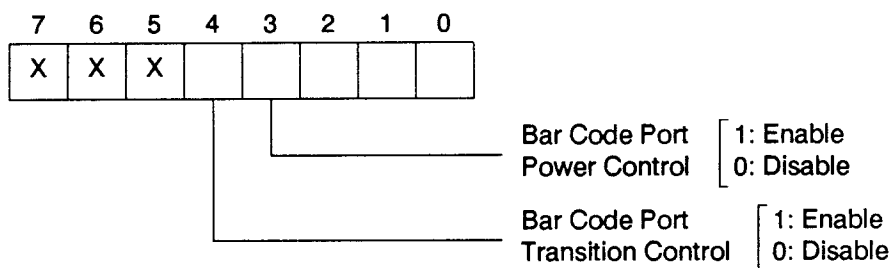 7 6 5 4 3 2 1 0
X X X
Bar Code Port 1: Enable
Power Control 0: Disable
Bar Code Port 1: Enable
Transition Control 0: Disable